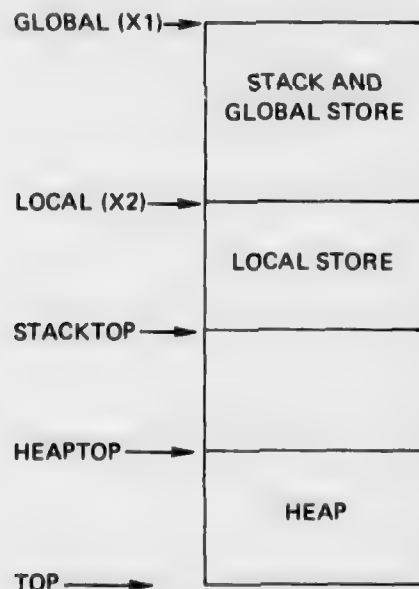 GLOBAL (X1)
STACK AND
GLOBAL STORE
LOCAL (X2)
LOCAL STORE
STACKTOP
HEAPTOP
HEAP
TOP